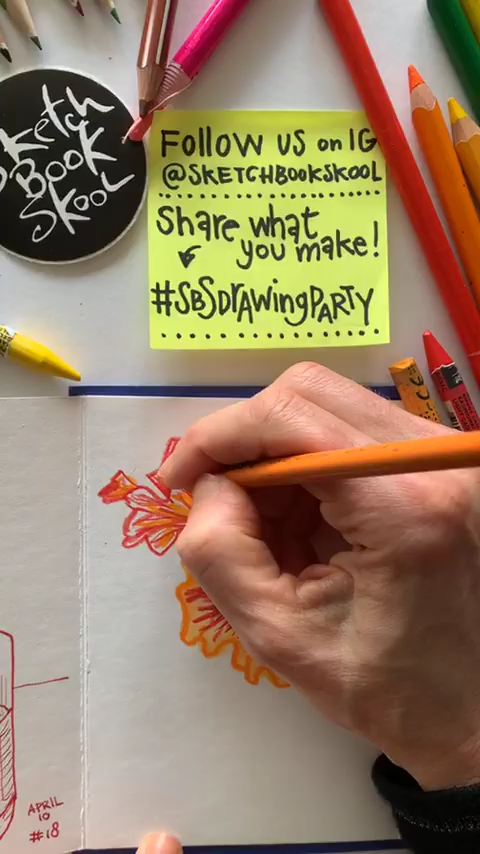 Sketch
Book
Skool
Follow us on IG
@SKETCHBOOKSKOOL
Share what
you make!
#SBSDrawingPARTY
APRIL
10
#18